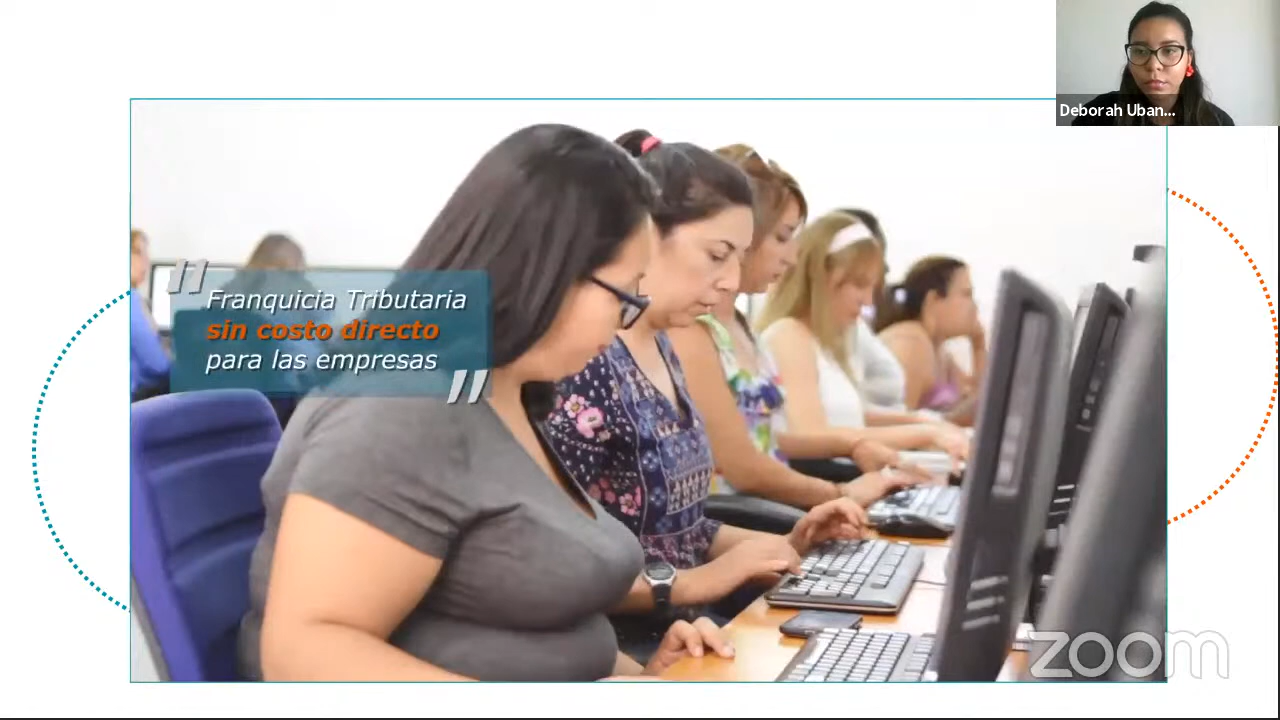 Deborah Uban...
"Franquicia Tributaria
sin costo directo
para las empresas"
zoom